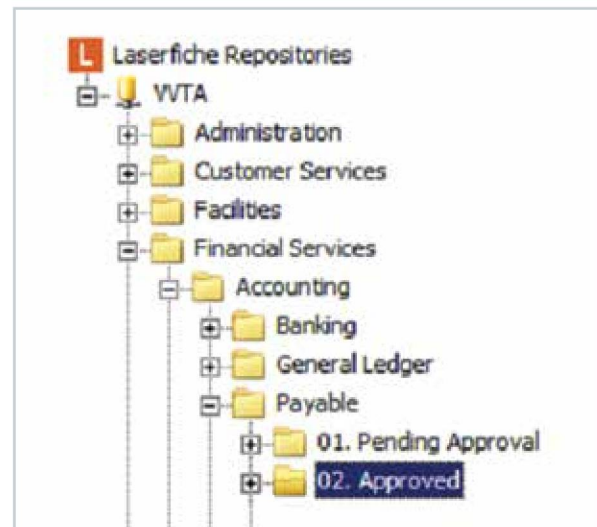 L Laserfiche Repositories
VVTA
Administration
Customer Services
Facilities
Financial Services
Accounting
Banking
General Ledger
Payable
01. Pending Approval
02. Approved